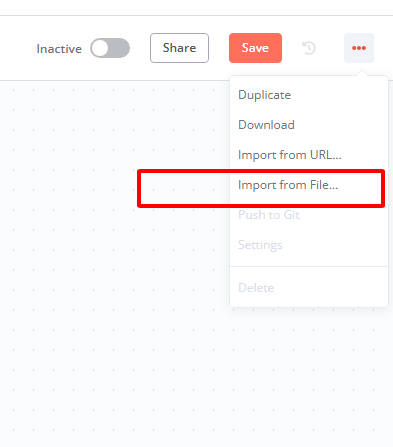 Inactive Share Save
Duplicate
Download
Import from URL...
Import from File...
Push to Git
Settings
Delete